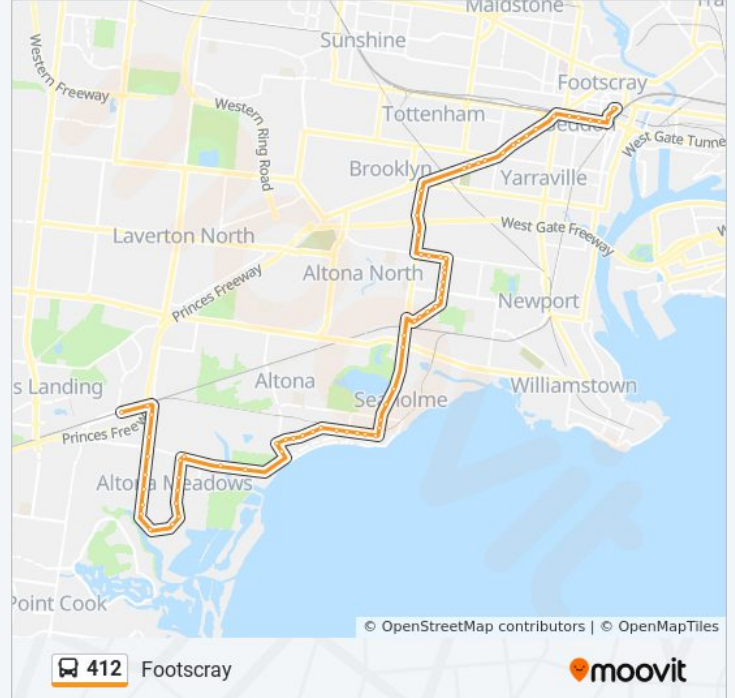 Maidstone
Sunshine
Western Freeway
Footscray
Western Ring Road
Tottenham
Seddon
West Gate Tunne
Brooklyn
Yarraville
Laverton North
West Gate Freeway
Princes Freeway
Altona North
Newport
s Landing
Altona
Seaholme
Williamstown
Princes Freew
Altona Meadows
Point Cook
© OpenStreetMap contributors | © OpenMapTiles
412 Footscray
moovit